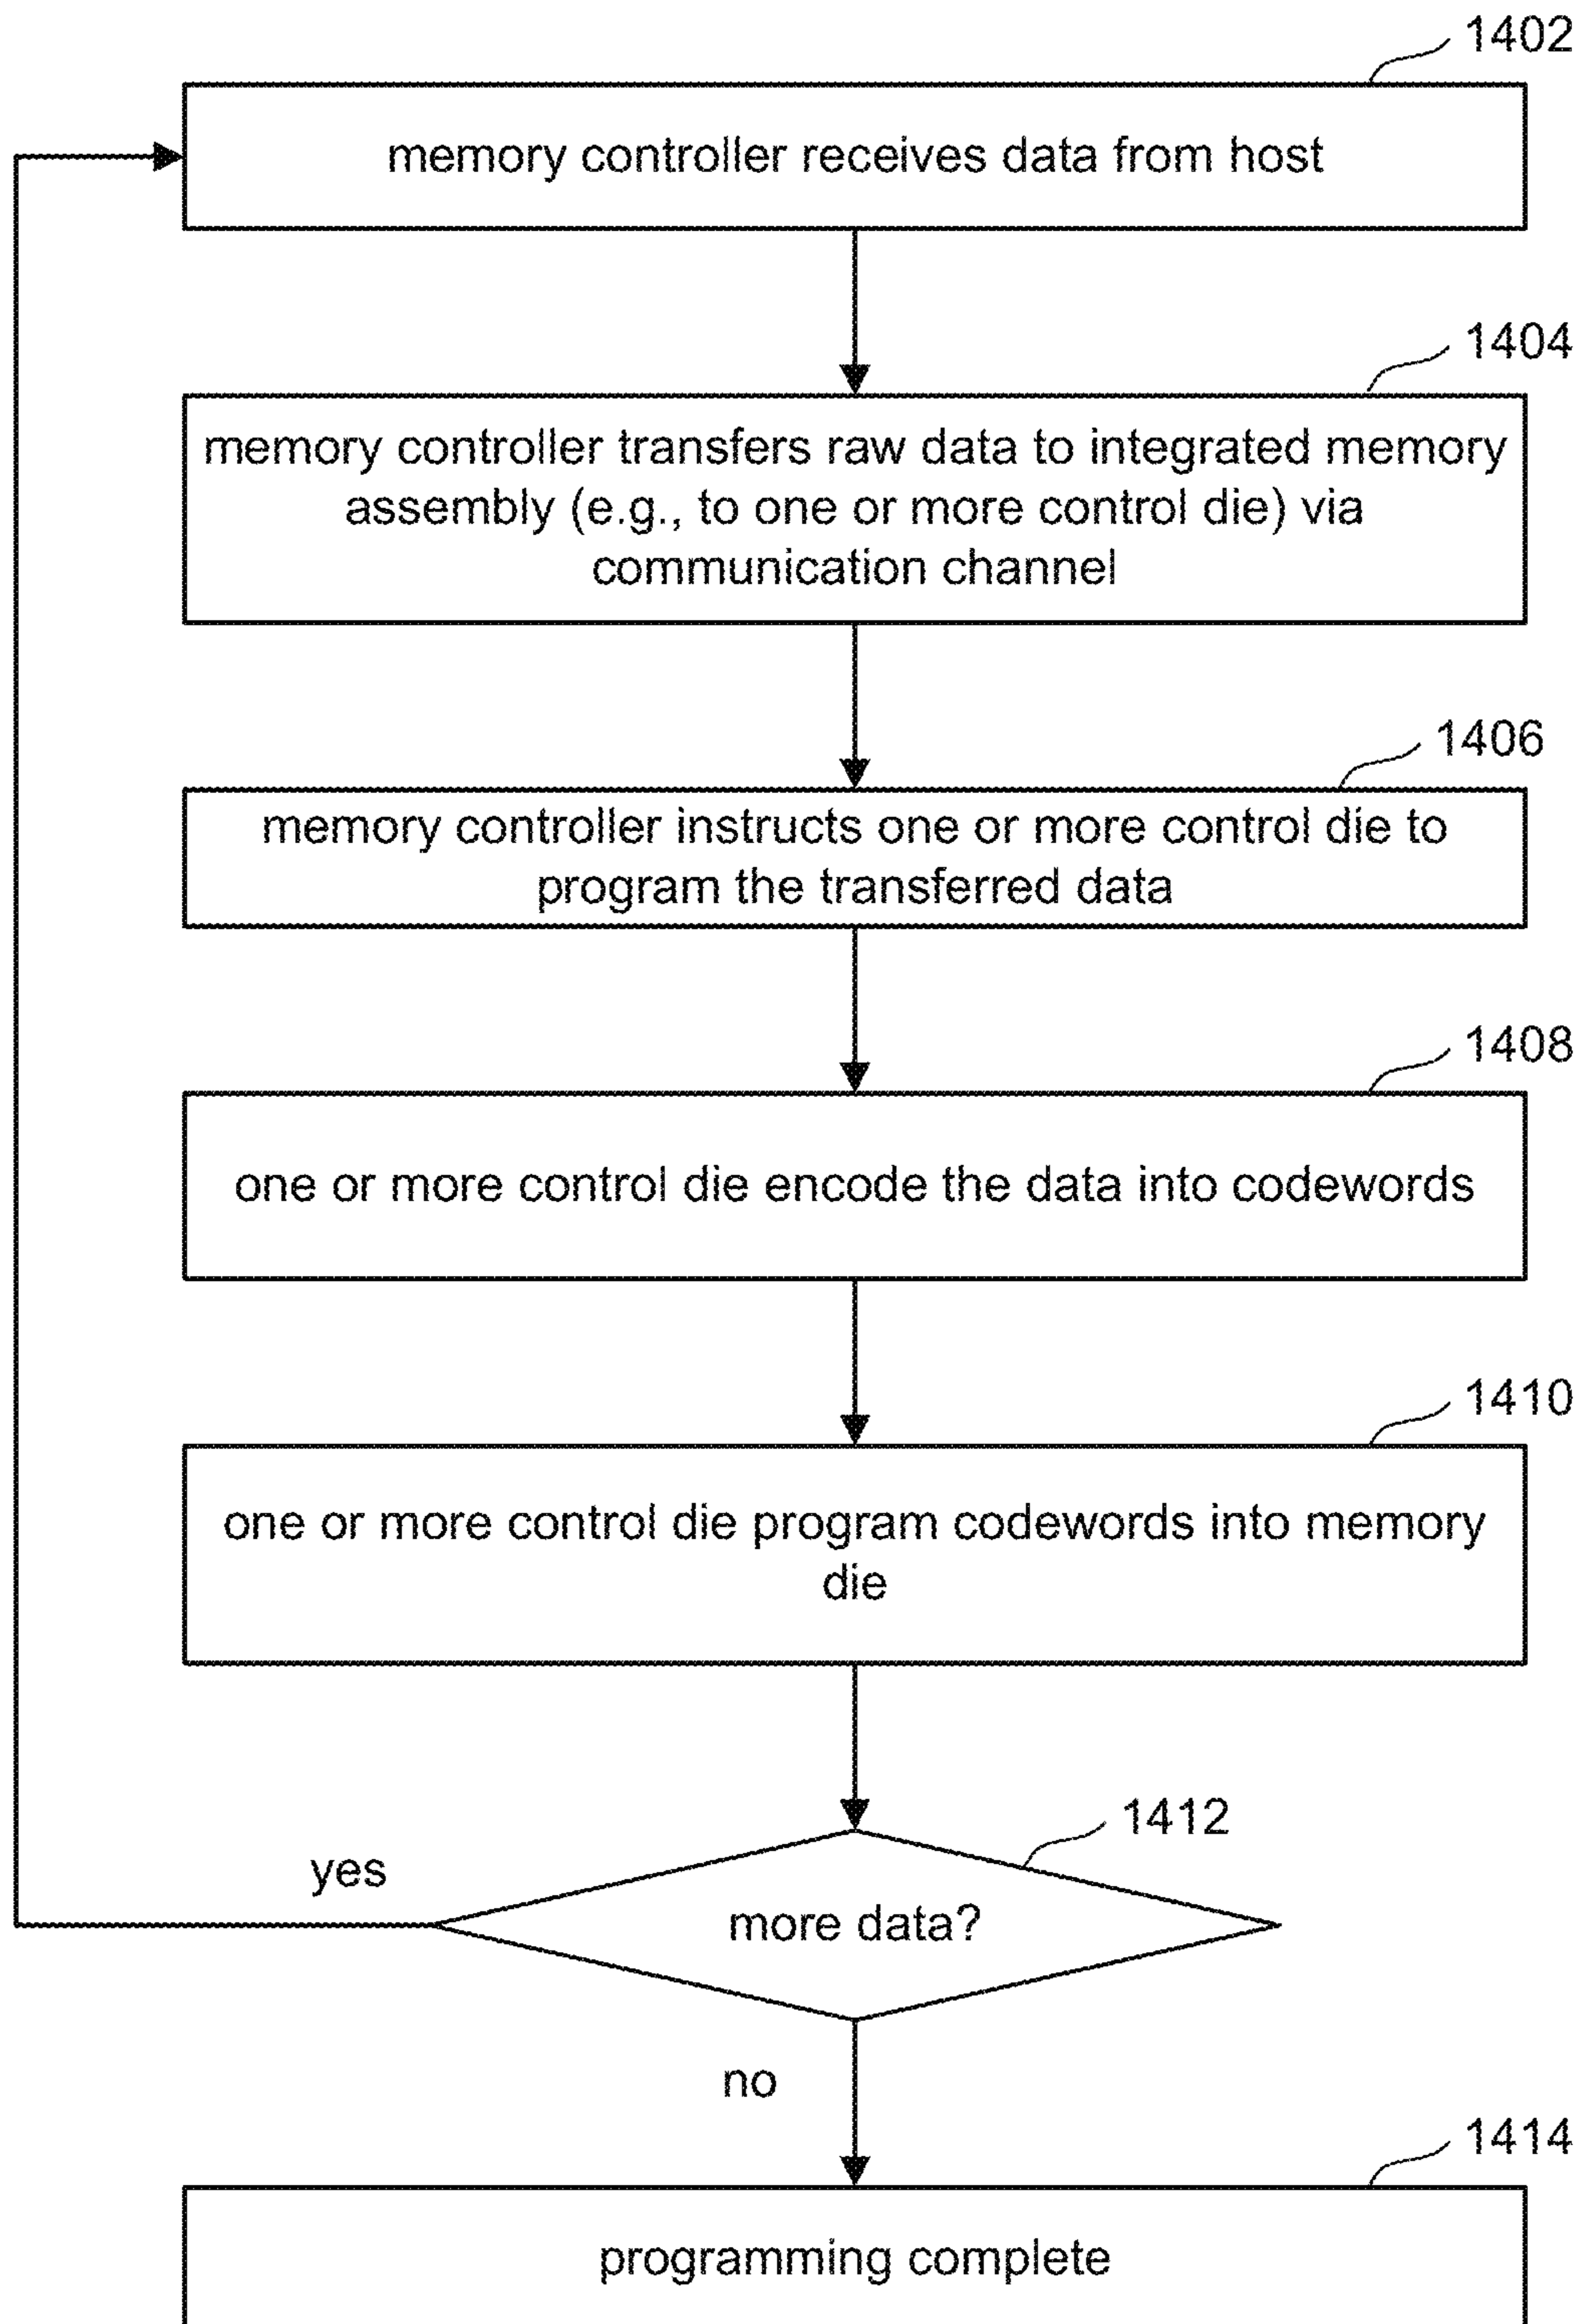 1402
memory controller receives data from host
1404
memory controller transfers raw data to integrated memory
assembly (e.g., to one or more control die) via
communication channel
1406
memory controller instructs one or more control die to
program the transferred data
1408
one or more control die encode the data into codewords
1410
one or more control die program codewords into memory
die
1412
yes
more data?
no
1414
programming complete